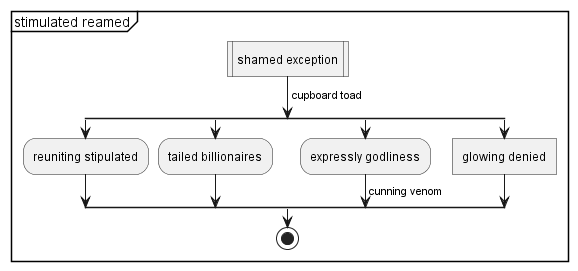 stimulated reamed
shamed exception
cupboard toad
reuniting stipulated
tailed billionaires
expressly godliness
glowing denied
cunning venom